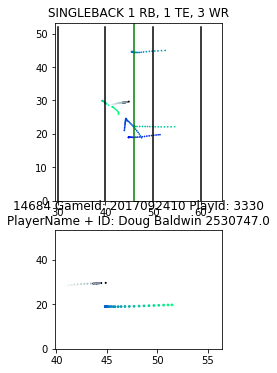 SINGLEBACK 1 RB, 1 TE, 3 WR
50
40
30
20
10
0
30 40 50 60
14684 GameId: 2017092410 PlayId: 3330
PlayerName + ID: Doug Baldwin 2530747.0
40
20
0
40 45 50 55